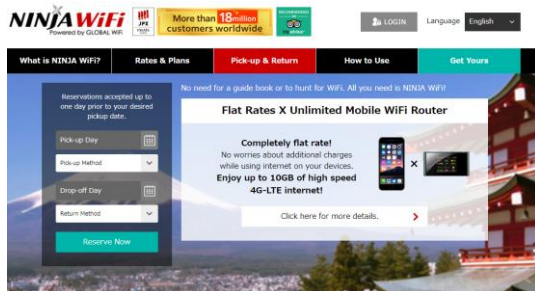 NINJA WiFi
Powered by GLOBAL WiFi
JPX
More than 18million
customers worldwide
RECOMMENDED
LOGIN
Language
English
What is NINJA WiFi?
Rates & Plans
Pick-up & Return
How to Use
Get Yours
No need for a guide book or to hunt for WiFi. All you need is NINJA WiFi!
Reservations accepted up to
one day prior to your desired
pickup date.
Pick-up Day
Pick-up Method
Drop-off Day
Return Method
Reserve Now
Flat Rates X Unlimited Mobile WiFi Router
Completely flat rate!
No worries about additional charges
while using internet on your devices.
Enjoy up to 10GB of high speed
4G-LTE internet!
×
Click here for more details.